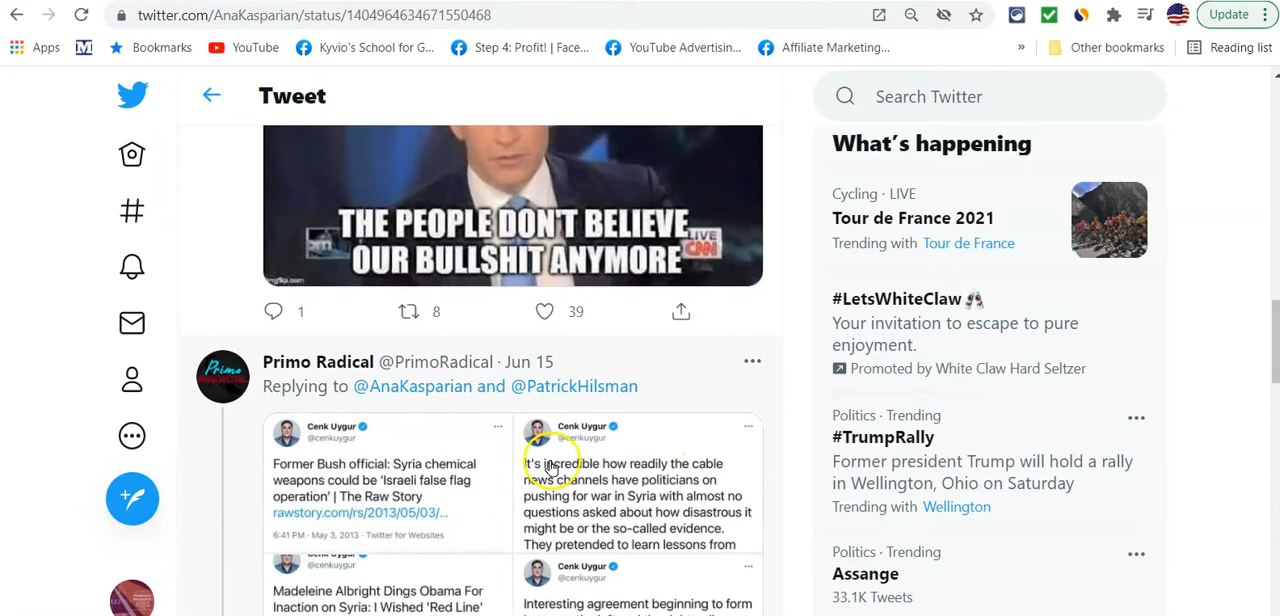 twitter.com/AnaKasparian/status/1404964634671550468
Update
Apps
Bookmarks
YouTube
Kyvio's School for G...
Step 4: Profit! | Face...
YouTube Advertisin...
Affiliate Marketing...
»
Other bookmarks
Reading list
Tweet
THE PEOPLE DON'T BELIEVE
OUR BULLSHIT ANYMORE
LIVE
CNN
imgflip.com
1
8
39
Primo Radical @PrimoRadical · Jun 15
Replying to @AnaKasparian and @PatrickHilsman
Primo
Cenk Uygur
@cenkuygur
Former Bush official: Syria chemical
weapons could be 'Israeli false flag
operation' | The Raw Story
rawstory.com/rs/2013/05/03/...
6:41 PM · May 3, 2013 · Twitter for Websites
Cenk Uygur
@cenkuygur
It's incredible how readily the cable
news channels have politicians on
pushing for war in Syria with almost no
questions asked about how disastrous it
might be or the so-called evidence.
They pretended to learn lessons from
Cenk Uygur
@cenkuygur
Madeleine Albright Dings Obama For
Inaction on Syria: I Wished 'Red Line'
Cenk Uygur
@cenkuygur
Interesting agreement beginning to form
Search Twitter
What's happening
Cycling · LIVE
Tour de France 2021
Trending with Tour de France
#LetsWhiteClaw
Your invitation to escape to pure
enjoyment.
Promoted by White Claw Hard Seltzer
Politics · Trending
#TrumpRally
Former president Trump will hold a rally
in Wellington, Ohio on Saturday
Trending with Wellington
Politics · Trending
Assange
33.1K Tweets